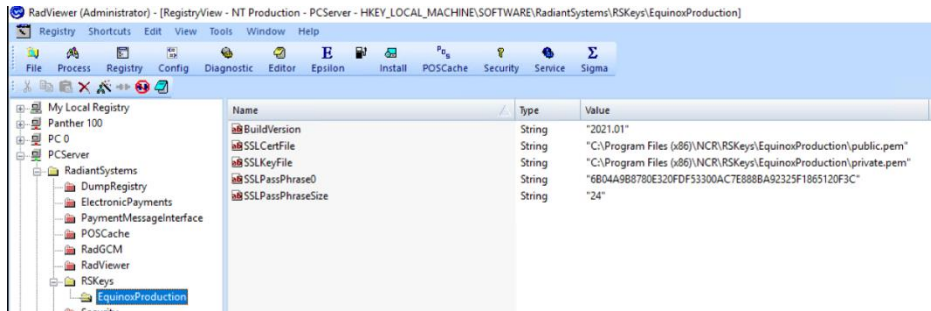 RadViewer (Administrator) - [RegistryView - NT Production - PCServer - HKEY_LOCAL_MACHINE\SOFTWARE\RadiantSystems\RSKeys\EquinoxProduction]
Registry Shortcuts Edit View Tools Window Help
File Process Registry Config Diagnostic Editor Epsilon Install POSCache Security Service Sigma
My Local Registry
Panther 100
PC 0
PCServer
RadiantSystems
DumpRegistry
ElectronicPayments
PaymentMessageInterface
POSCache
RadGCM
RadViewer
RSKeys
EquinoxProduction
Name Type Value
BuildVersion String "2021.01"
SSLCertFile String "C:\Program Files (x86)\NCR\RSKeys\EquinoxProduction\public.pem"
SSLKeyFile String "C:\Program Files (x86)\NCR\RSKeys\EquinoxProduction\private.pem"
SSLPassPhrase0 String "6B04A9B8780E320FDF53300AC7E888BA92325F1865120F3C"
SSLPassPhraseSize String "24"